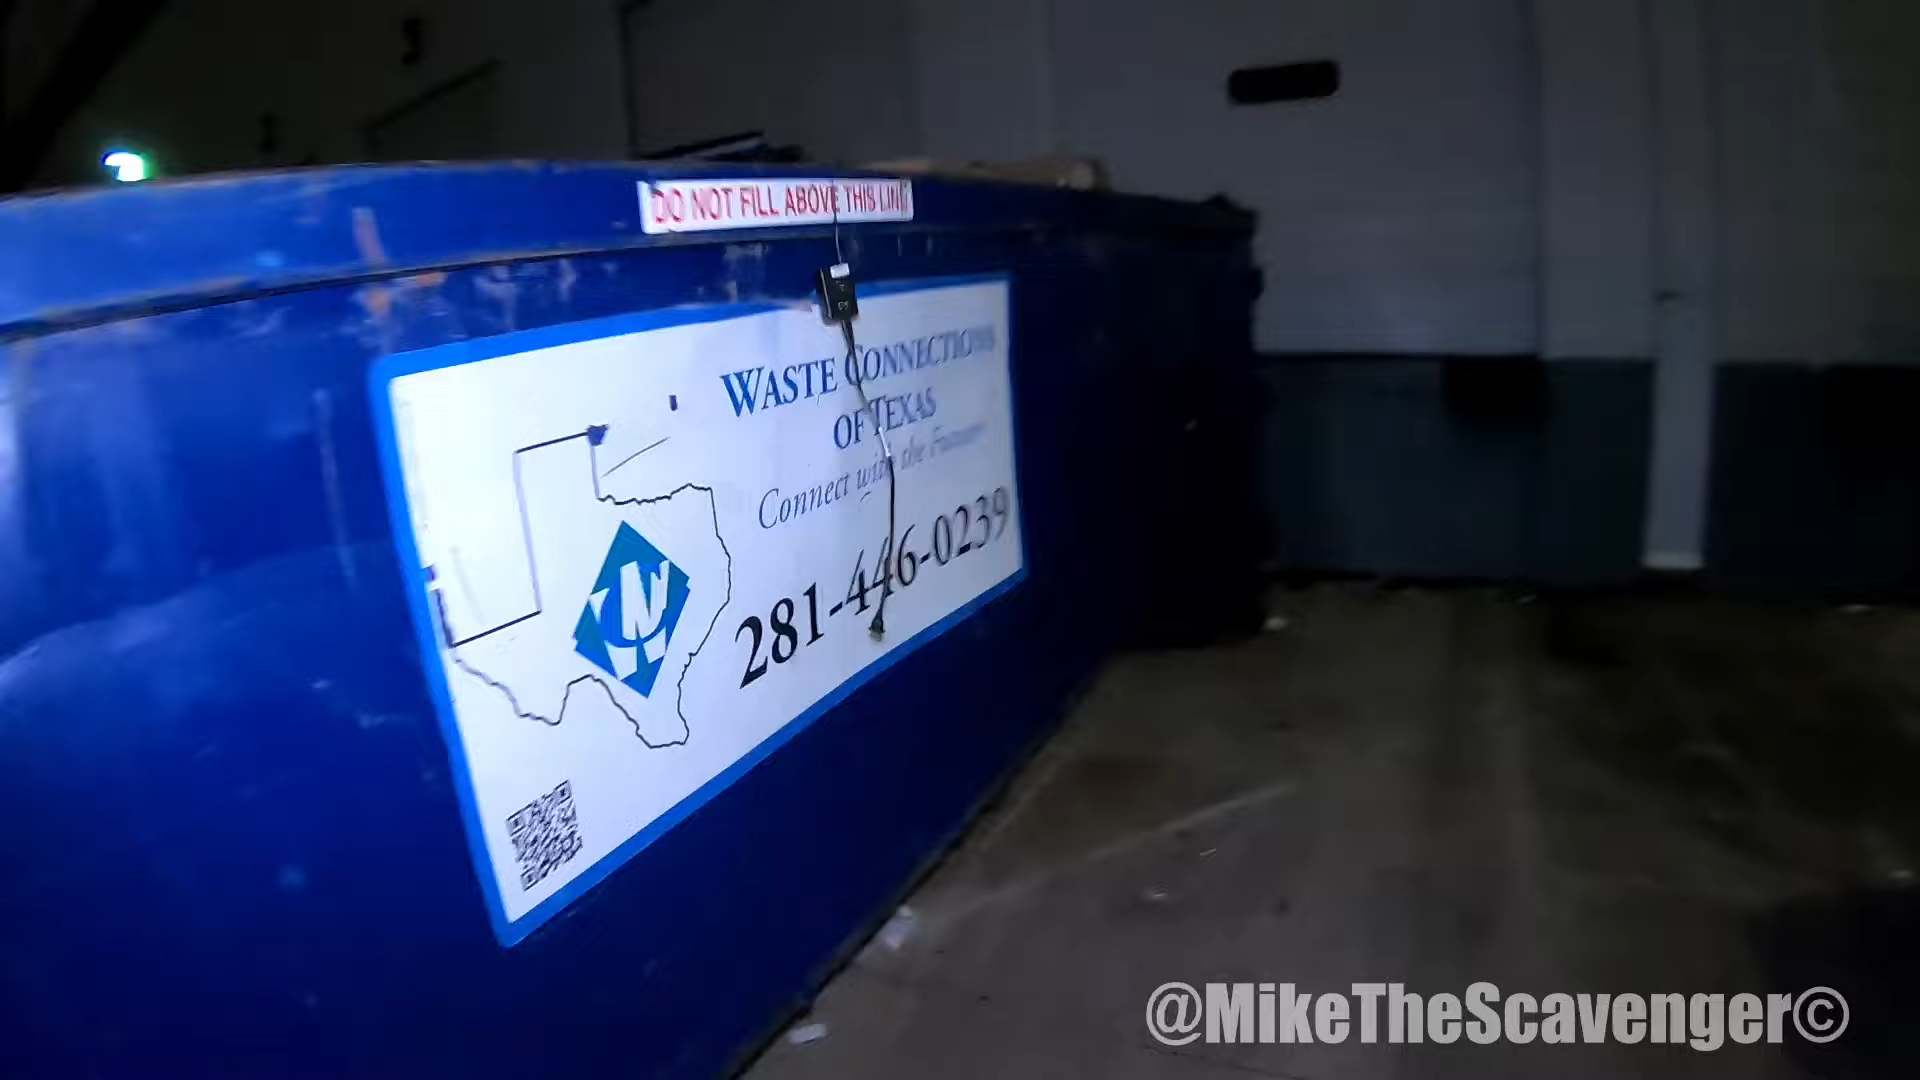 DO NOT FILL ABOVE THIS LINE
WASTE CONNECTIONS
OF TEXAS
Connect with the Future
281-446-0239
@MikeTheScavenger©